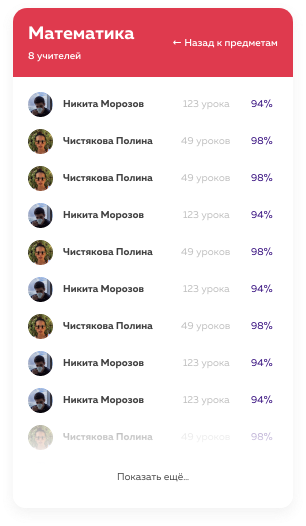 Математика
8 учителей
← Назад к предметам
Никита Морозов 123 урока 94%
Чистякова Полина 49 уроков 98%
Чистякова Полина 49 уроков 98%
Никита Морозов 123 урока 94%
Чистякова Полина 49 уроков 98%
Никита Морозов 123 урока 94%
Чистякова Полина 49 уроков 98%
Никита Морозов 123 урока 94%
Никита Морозов 123 урока 94%
Чистякова Полина 49 уроков 98%
Показать ещё...